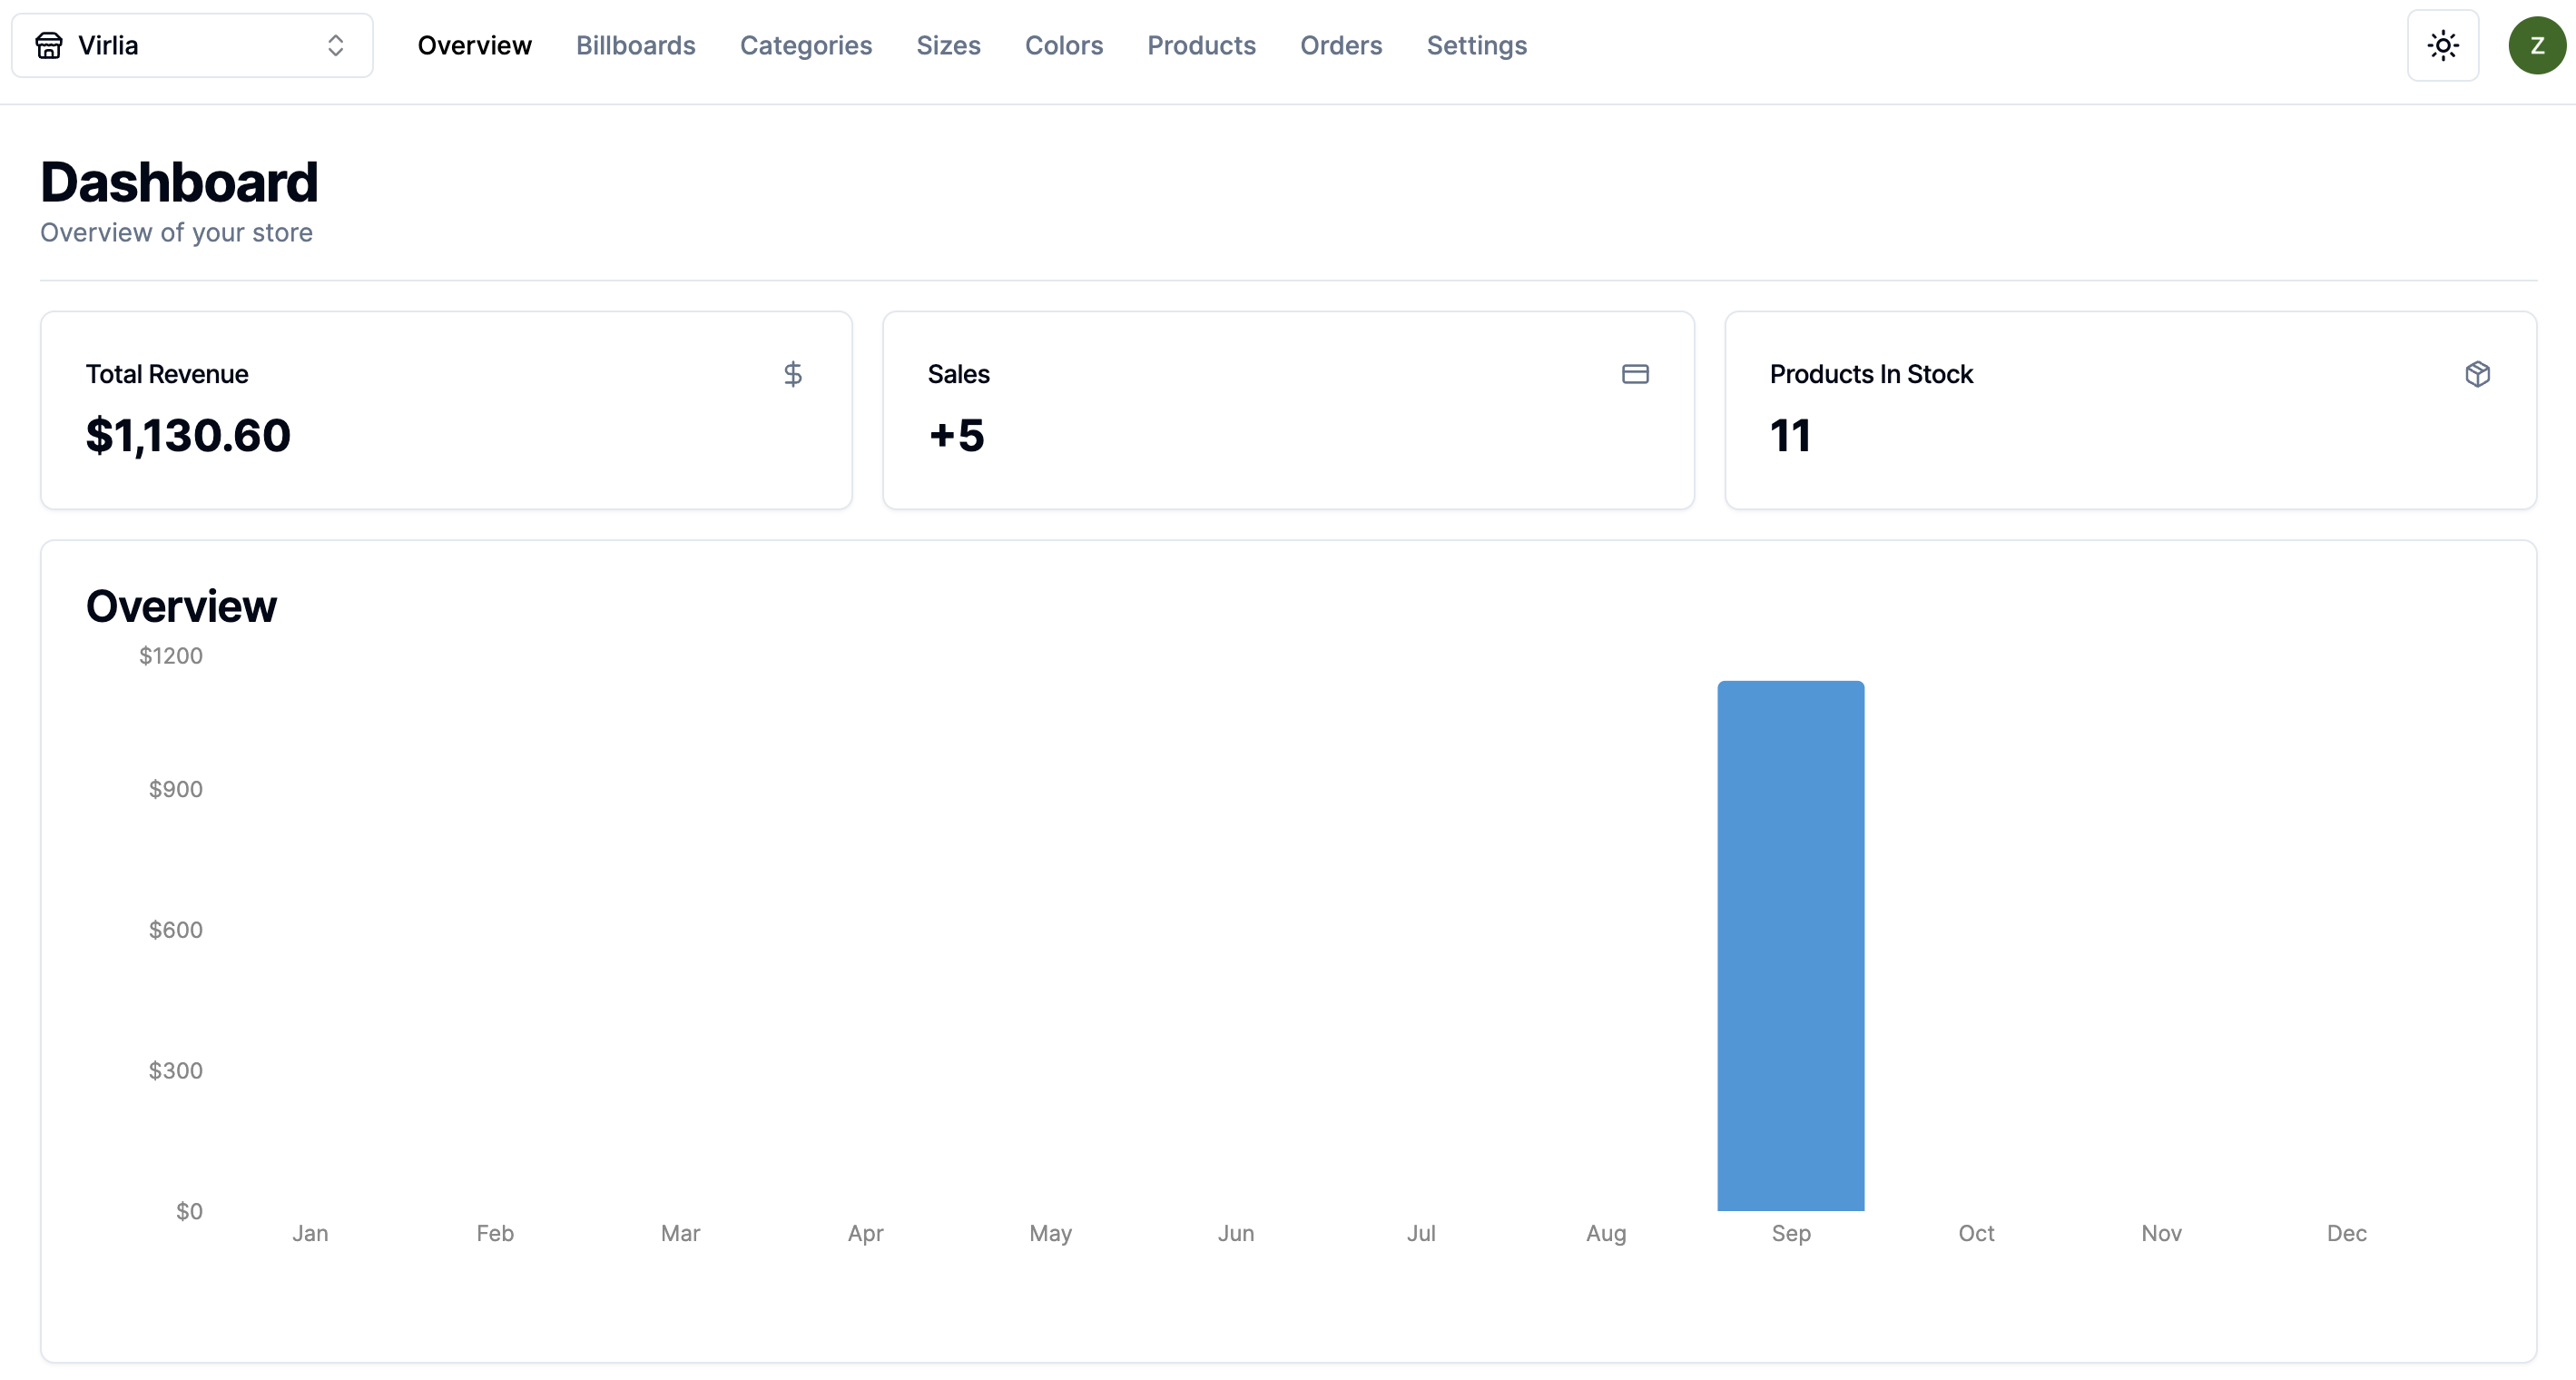 Virlia Overview Billboards Categories Sizes Colors Products Orders Settings Z
Dashboard
Overview of your store
Total Revenue
$1,130.60
Sales
+5
Products In Stock
11
Overview
$1200
$900
$600
$300
$0
Jan Feb Mar Apr May Jun Jul Aug Sep Oct Nov Dec